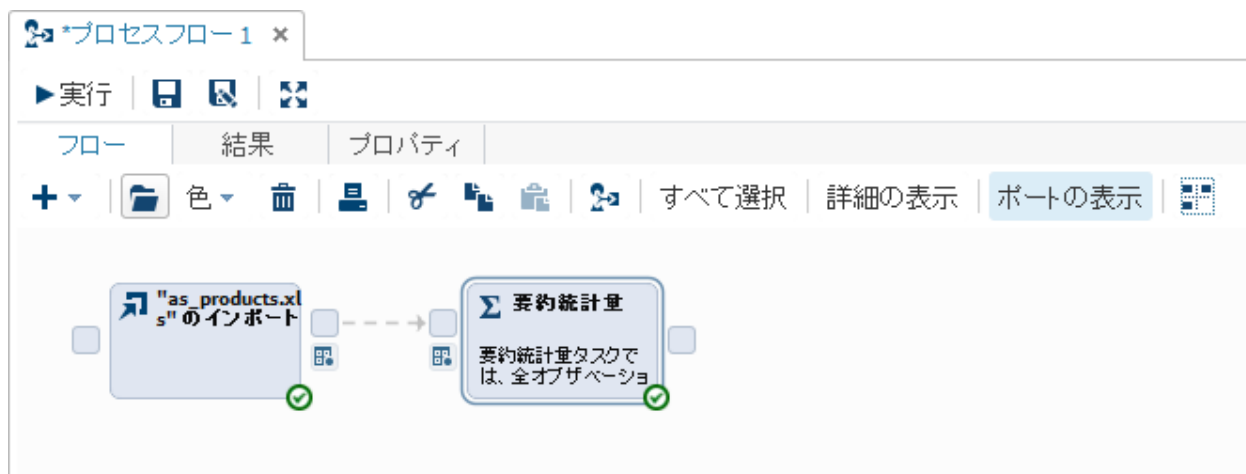 *プロセスフロー 1
実行
フロー 結果 プロパティ
色 すべて選択 詳細の表示 ポートの表示
"as_products.xl
s" のインポート
要約統計量
要約統計量タスクで
は、全オブザベーショ